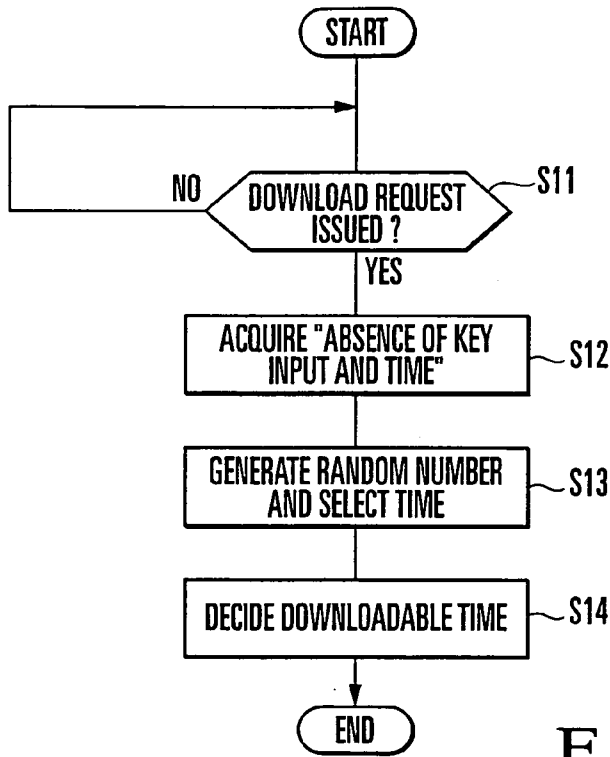 START
NO
DOWNLOAD REQUEST
ISSUED ?
S11
YES
ACQUIRE "ABSENCE OF KEY
INPUT AND TIME"
S12
GENERATE RANDOM NUMBER
AND SELECT TIME
S13
DECIDE DOWNLOADABLE TIME
S14
END